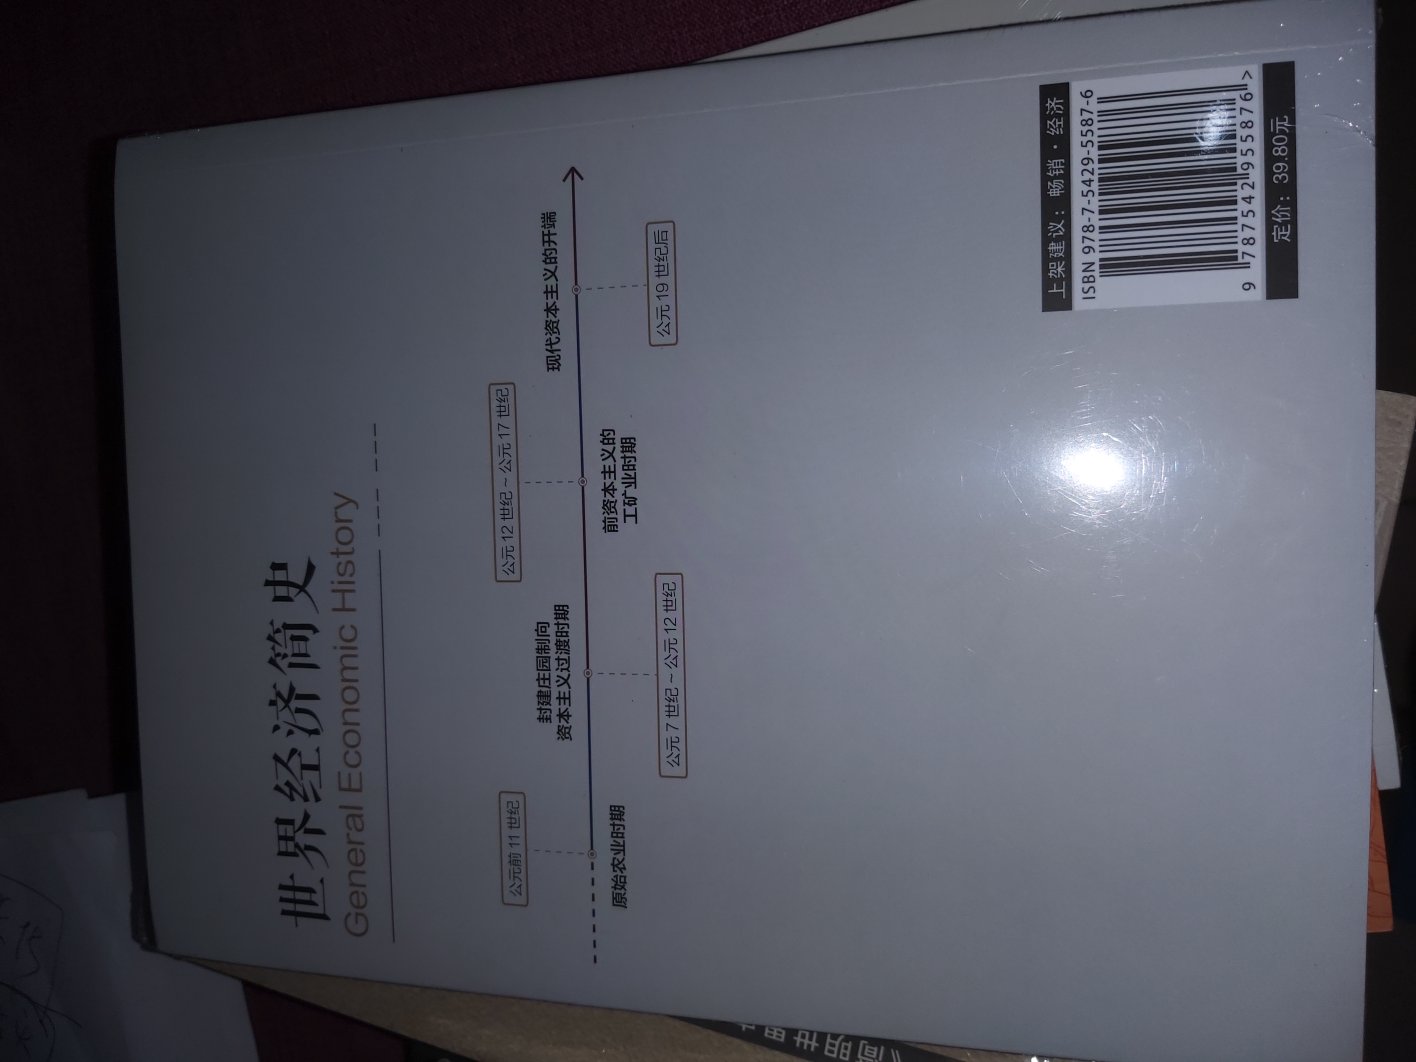 世界经济简史
General Economic History
公元前 11 世纪
公元 12 世纪 ~ 公元 17 世纪
封建庄园制向
资本主义过渡时期
现代资本主义的开端
原始农业时期
前资本主义的
工矿业时期
公元 7 世纪 ~ 公元 12 世纪
公元 19 世纪后
上架建议：畅销·经济
ISBN 978-7-5429-5587-6
9 787542 955876 >
定价：39.80元
《简明世界